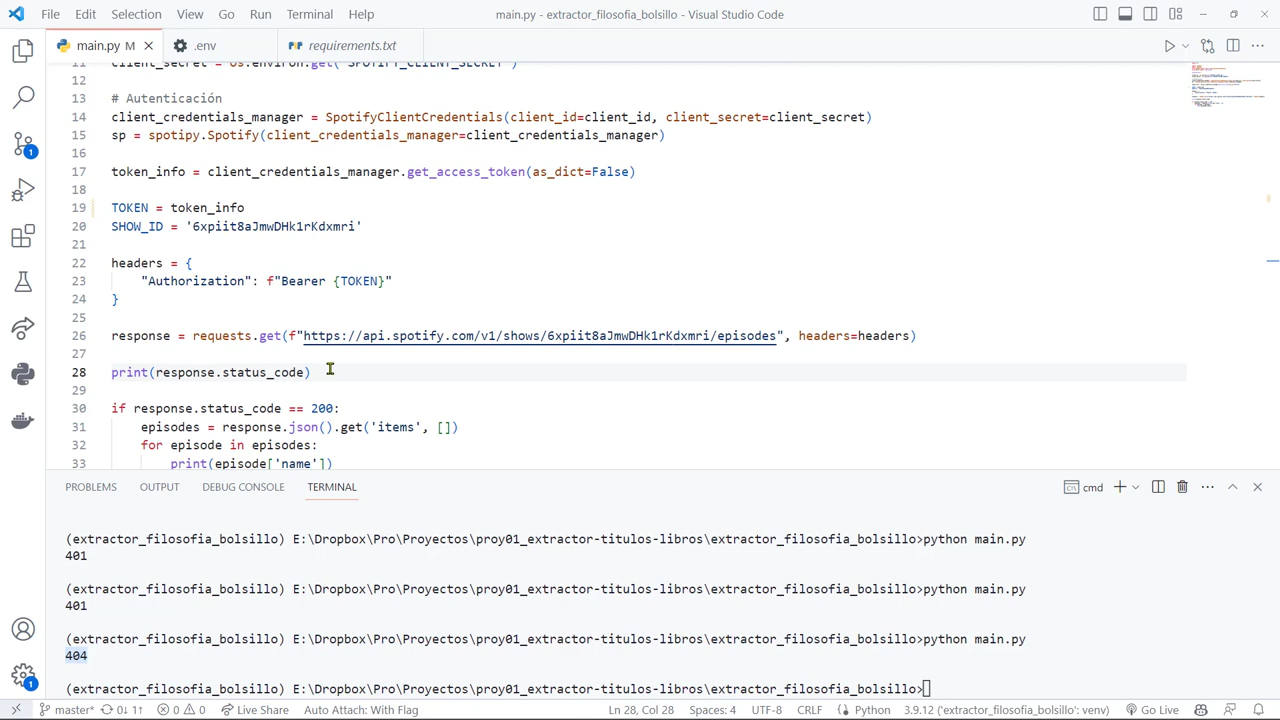 File Edit Selection View Go Run Terminal Help
main.py - extractor_filosofia_bolsillo - Visual Studio Code
main.py M
.env
requirements.txt
11 client_secret = os.environ.get("SPOTIFY_CLIENT_SECRET")
12
13 # Autenticación
14 client_credentials_manager = SpotifyClientCredentials(client_id=client_id, client_secret=client_secret)
15 sp = spotipy.Spotify(client_credentials_manager=client_credentials_manager)
16
17 token_info = client_credentials_manager.get_access_token(as_dict=False)
18
19 TOKEN = token_info
20 SHOW_ID = '6xpiit8aJmwDHk1rKdxmri'
21
22 headers = {
23 "Authorization": f"Bearer {TOKEN}"
24 }
25
26 response = requests.get(f"https://api.spotify.com/v1/shows/6xpiit8aJmwDHk1rKdxmri/episodes", headers=headers)
27
28 print(response.status_code)
29
30 if response.status_code == 200:
31 episodes = response.json().get('items', [])
32 for episode in episodes:
33 print(episode['name'])
PROBLEMS OUTPUT DEBUG CONSOLE TERMINAL
cmd
(extractor_filosofia_bolsillo) E:\Dropbox\Pro\Proyectos\proy01_extractor-titulos-libros\extractor_filosofia_bolsillo>python main.py
401
(extractor_filosofia_bolsillo) E:\Dropbox\Pro\Proyectos\proy01_extractor-titulos-libros\extractor_filosofia_bolsillo>python main.py
401
(extractor_filosofia_bolsillo) E:\Dropbox\Pro\Proyectos\proy01_extractor-titulos-libros\extractor_filosofia_bolsillo>python main.py
404
(extractor_filosofia_bolsillo) E:\Dropbox\Pro\Proyectos\proy01_extractor-titulos-libros\extractor_filosofia_bolsillo>
1
1
master* 0↓ 1↑ 0 0 Live Share Auto Attach: With Flag Ln 28, Col 28 Spaces: 4 UTF-8 CRLF Python 3.9.12 ('extractor_filosofia_bolsillo': venv) Go Live